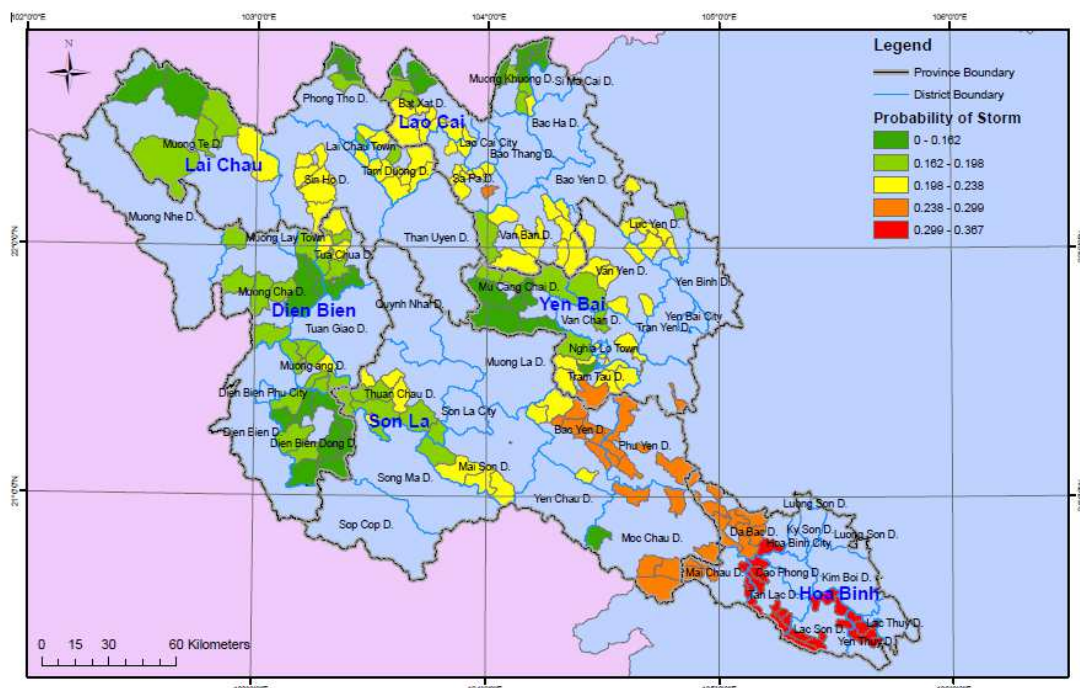 102°0'0"E
103°0'0"E
104°0'0"E
105°0'0"E
106°0'0"E
N
Legend
Province Boundary
District Boundary
Probability of Storm
0 - 0.162
0.162 - 0.198
0.198 - 0.238
0.238 - 0.299
0.299 - 0.367
Muong Khuong D.
Si Ma Cai D.
Phong Tho D.
Bat Xat D.
Lao Cai
Bac Ha D.
Muong Te D.
Lai Chau Town
Lao Cai City
Bao Thang D.
Lai Chau
Tam Duong D.
Sa Pa D.
Sin Ho D.
Bao Yen D.
Muong Nhe D.
Luc Yen D.
Muong Lay Town
Than Uyen D.
Van Ban D.
22°0'0"N
Tua Chua D.
Van Yen D.
Yen Binh D.
Muong Cha D.
Mu Cang Chai D.
Dien Bien
Quynh Nhai D.
Yen Bai
Yen Bai City
Tuan Giao D.
Van Chan D.
Tran Yen D.
Nghia Lo Town
Muong ang D.
Muong La D.
Tram Tau D.
Dien Bien Phu City
Thuan Chau D.
Son La City
Son La
Bac Yen D.
Dien Bien D.
Dien Bien Dong D.
Phu Yen D.
Mai Son D.
Song Ma D.
21°0'0"N
Yen Chau D.
Luong Son D.
Sop Cop D.
Moc Chau D.
Da Bac D.
Ky Son D.
Luong Son D.
Hoa Binh City
Mai Chau D.
Cao Phong D.
Kim Boi D.
Tan Lac D.
Hoa Binh
Lac Son D.
Lac Thuy D.
Yen Thuy D.
0 15 30 60 Kilometers